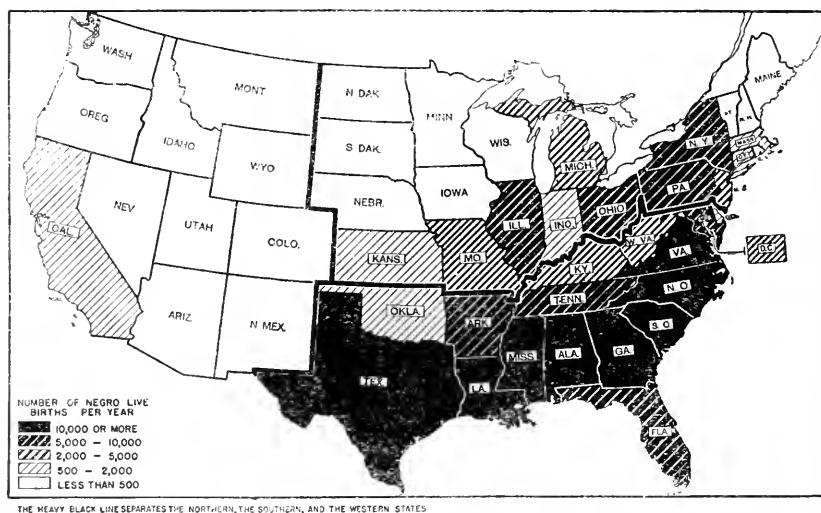 WASH
MONT
N DAK
MINN
MAINE
OREG
IDAHO
WYO
S DAK.
WIS.
MICH.
N.Y.
VT
N.H.
MASS
NEV
UTAH
COLO.
NEBR.
IOWA
ILL.
IND.
OHIO
PA.
N.J.
CAL.
KANS.
MO.
KY.
W. VA.
VA.
D.C.
ARIZ
N MEX.
OKLA.
ARK.
TENN.
N. C.
S. C.
TEX.
LA.
MISS.
ALA.
GA.
FLA.
NUMBER OF NEGRO LIVE
BIRTHS PER YEAR
10,000 OR MORE
5,000 – 10,000
2,000 – 5,000
500 – 2,000
LESS THAN 500
THE HEAVY BLACK LINE SEPARATES THE NORTHERN, THE SOUTHERN, AND THE WESTERN STATES